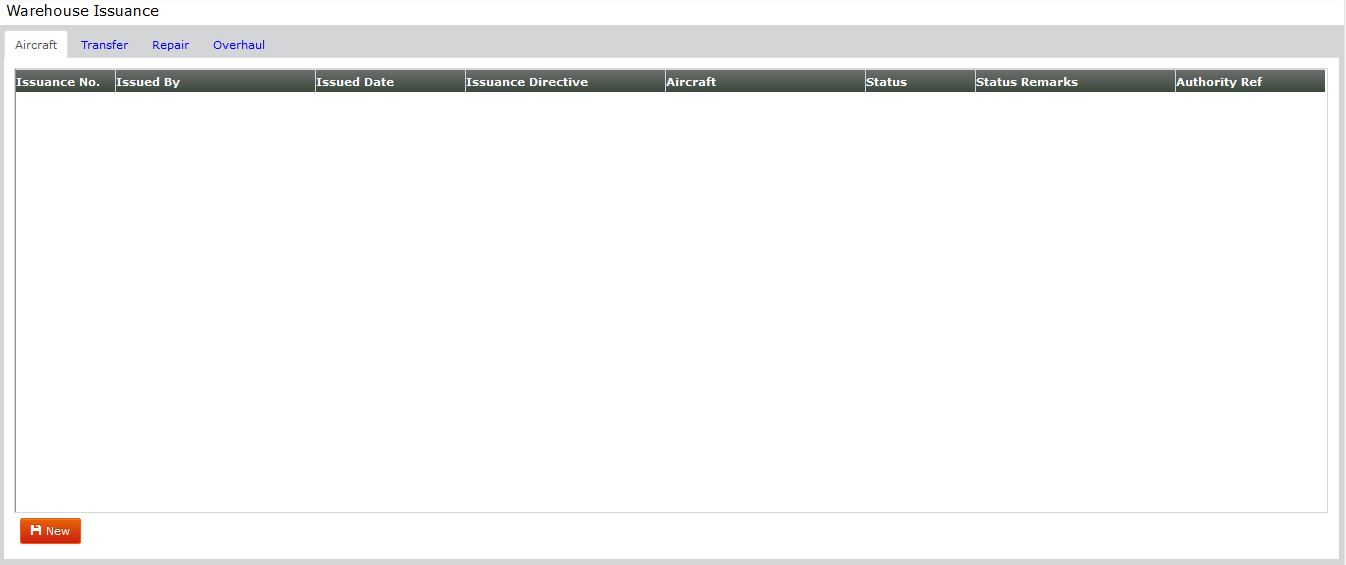 Warehouse Issuance
Aircraft Transfer Repair Overhaul
Issuance No. Issued By Issued Date Issuance Directive Aircraft Status Status Remarks Authority Ref
New